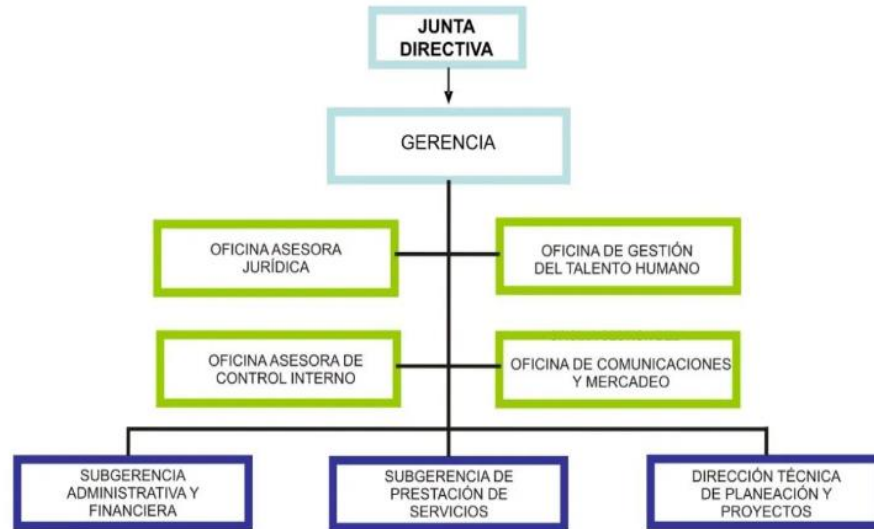 JUNTA
DIRECTIVA
GERENCIA
OFICINA ASESORA
JURÍDICA
OFICINA DE GESTIÓN
DEL TALENTO HUMANO
OFICINA ASESORA DE
CONTROL INTERNO
OFICINA DE COMUNICACIONES
Y MERCADEO
SUBGERENCIA
ADMINISTRATIVA Y
FINANCIERA
SUBGERENCIA DE
PRESTACIÓN DE
SERVICIOS
DIRECCIÓN TÉCNICA
DE PLANEACIÓN Y
PROYECTOS